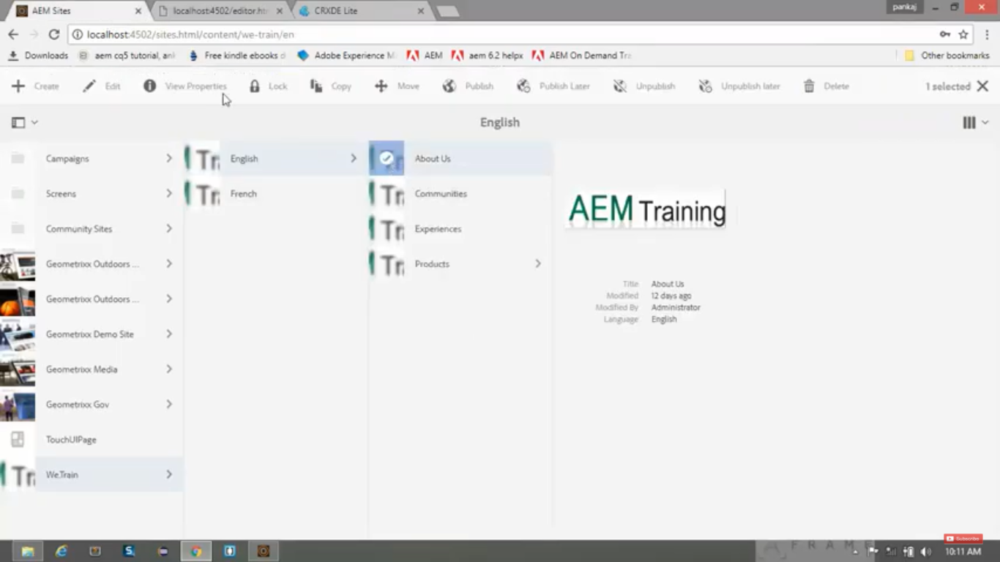 AEM Sites
localhost:4502/editor.htm
CRXDE Lite
pankaj
localhost:4502/sites.html/content/we-train/en
Downloads
aem cq5 tutorial, ank
Free kindle ebooks d
Adobe Experience M
AEM
aem 6.2 helpx
AEM On Demand Tra
Other bookmarks
Create
Edit
View Properties
Lock
Copy
Move
Publish
Publish Later
Unpublish
Unpublish later
Delete
1 selected
English
Campaigns
Screens
Community Sites
Geometrixx Outdoors ...
Geometrixx Outdoors ...
Geometrixx Demo Site
Geometrixx Media
Geometrixx Gov
TouchUIPage
We.Train
English
French
About Us
Communities
Experiences
Products
AEM Training
Title About Us
Modified 12 days ago
Modified By Administrator
Language English
Subscribe
FRAME
10:11 AM